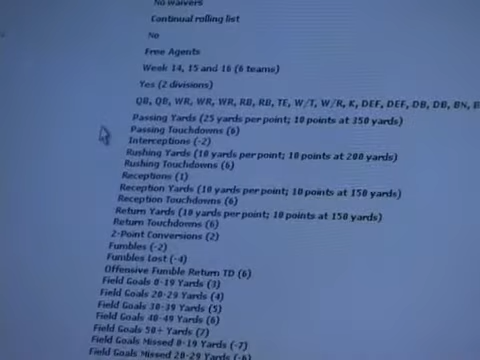 No waivers
Continual rolling list
No
Free Agents
Week 14, 15 and 16 (6 teams)
Yes (2 divisions)
QB, QB, WR, WR, WR, RB, RB, TE, W/T, W/R, K, DEF, DEF, DB, DB, BN, B
Passing Yards (25 yards per point; 10 points at 350 yards)
Passing Touchdowns (6)
Interceptions (-2)
Rushing Yards (10 yards per point; 10 points at 200 yards)
Rushing Touchdowns (6)
Receptions (1)
Reception Yards (10 yards per point; 10 points at 150 yards)
Reception Touchdowns (6)
Return Yards (10 yards per point; 10 points at 150 yards)
Return Touchdowns (6)
2-Point Conversions (2)
Fumbles (-2)
Fumbles Lost (-4)
Offensive Fumble Return TD (6)
Field Goals 0-19 Yards (3)
Field Goals 20-29 Yards (4)
Field Goals 30-39 Yards (5)
Field Goals 40-49 Yards (6)
Field Goals 50+ Yards (7)
Field Goals Missed 0-19 Yards (-7)
Field Goals Missed 20-29 Yards (-6)